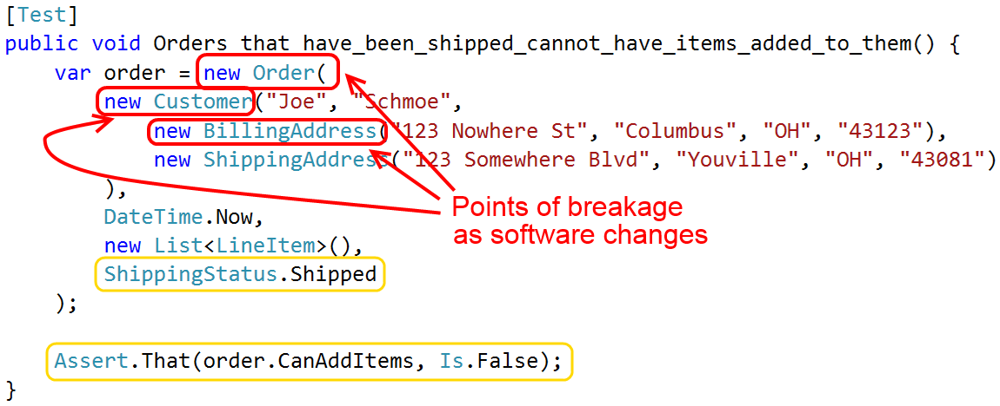 [Test]
public void Orders_that_have_been_shipped_cannot_have_items_added_to_them() {
var order = new Order(
new Customer("Joe", "Schmoe",
new BillingAddress("123 Nowhere St", "Columbus", "OH", "43123"),
new ShippingAddress("123 Somewhere Blvd", "Youville", "OH", "43081")
),
DateTime.Now,
new List<LineItem>(),
ShippingStatus.Shipped
);
Points of breakage
as software changes
Assert.That(order.CanAddItems, Is.False);
}